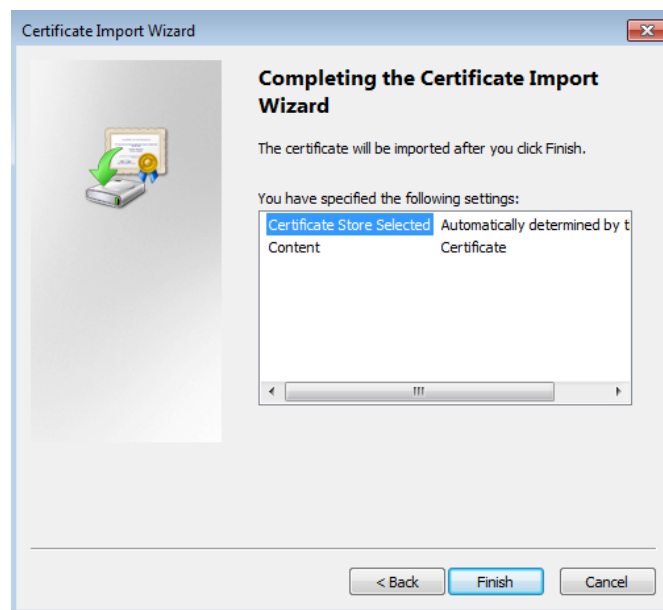 Certificate Import Wizard
Completing the Certificate Import
Wizard
The certificate will be imported after you click Finish.
You have specified the following settings:
Certificate Store Selected Automatically determined by t
Content Certificate
< Back Finish Cancel